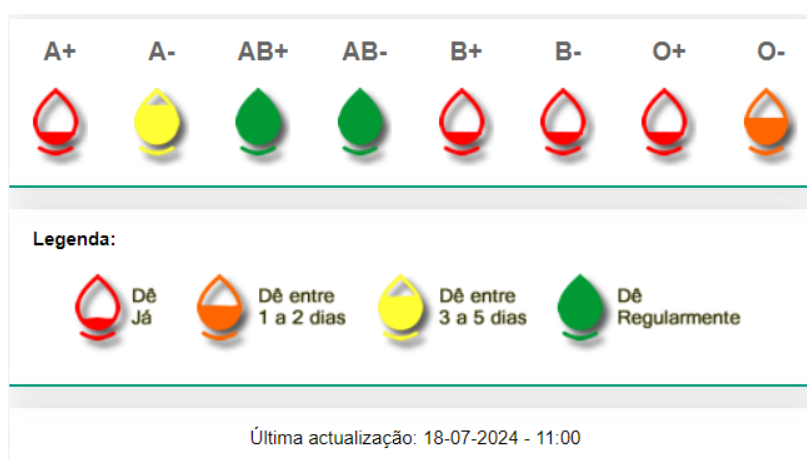 A+ A- AB+ AB- B+ B- O+ O-
Legenda:
Dê Já
Dê entre 1 a 2 dias
Dê entre 3 a 5 dias
Dê Regularmente
Última actualização: 18-07-2024 - 11:00